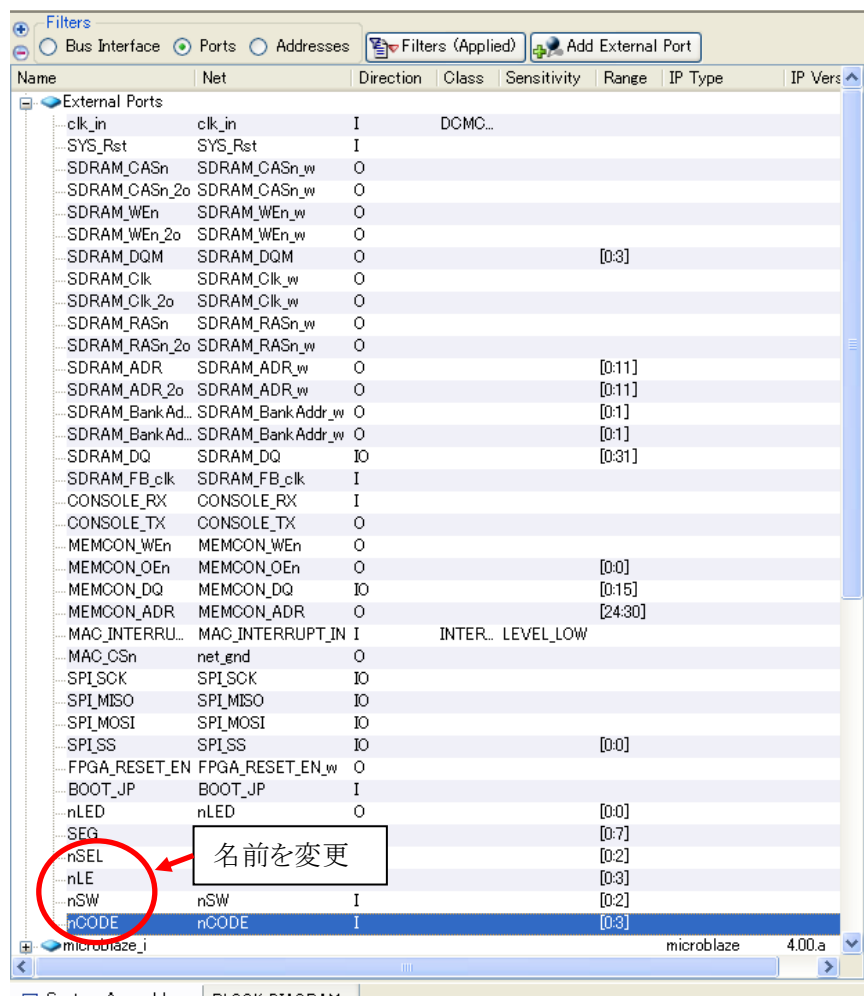 Filters
Bus Interface Ports Addresses Filters (Applied) Add External Port
Name Net Direction Class Sensitivity Range IP Type IP Vers
External Ports
clk_in clk_in I DCMC...
SYS_Rst SYS_Rst I
SDRAM_CASn SDRAM_CASn_w O
SDRAM_CASn_2o SDRAM_CASn_w O
SDRAM_WEn SDRAM_WEn_w O
SDRAM_WEn_2o SDRAM_WEn_w O
SDRAM_DQM SDRAM_DQM O [0:3]
SDRAM_Clk SDRAM_Clk_w O
SDRAM_Clk_2o SDRAM_Clk_w O
SDRAM_RASn SDRAM_RASn_w O
SDRAM_RASn_2o SDRAM_RASn_w O
SDRAM_ADR SDRAM_ADR_w O [0:11]
SDRAM_ADR_2o SDRAM_ADR_w O [0:11]
SDRAM_BankAd... SDRAM_BankAddr_w O [0:1]
SDRAM_BankAd... SDRAM_BankAddr_w O [0:1]
SDRAM_DQ SDRAM_DQ IO [0:31]
SDRAM_FB_clk SDRAM_FB_clk I
CONSOLE_RX CONSOLE_RX I
CONSOLE_TX CONSOLE_TX O
MEMCON_WEn MEMCON_WEn O
MEMCON_OEn MEMCON_OEn O [0:0]
MEMCON_DQ MEMCON_DQ IO [0:15]
MEMCON_ADR MEMCON_ADR O [24:30]
MAC_INTERRU... MAC_INTERRUPT_IN I INTER... LEVEL_LOW
MAC_CSn net_gnd O
SPI_SCK SPI_SCK IO
SPI_MISO SPI_MISO IO
SPI_MOSI SPI_MOSI IO
SPI_SS SPI_SS IO [0:0]
FPGA_RESET_EN FPGA_RESET_EN_w O
BOOT_JP BOOT_JP I
nLED nLED O [0:0]
SEG [0:7]
nSEL [0:2]
名前を変更
nLE [0:3]
nSW nSW I [0:2]
nCODE nCODE I [0:3]
microblaze_i microblaze 4.00.a